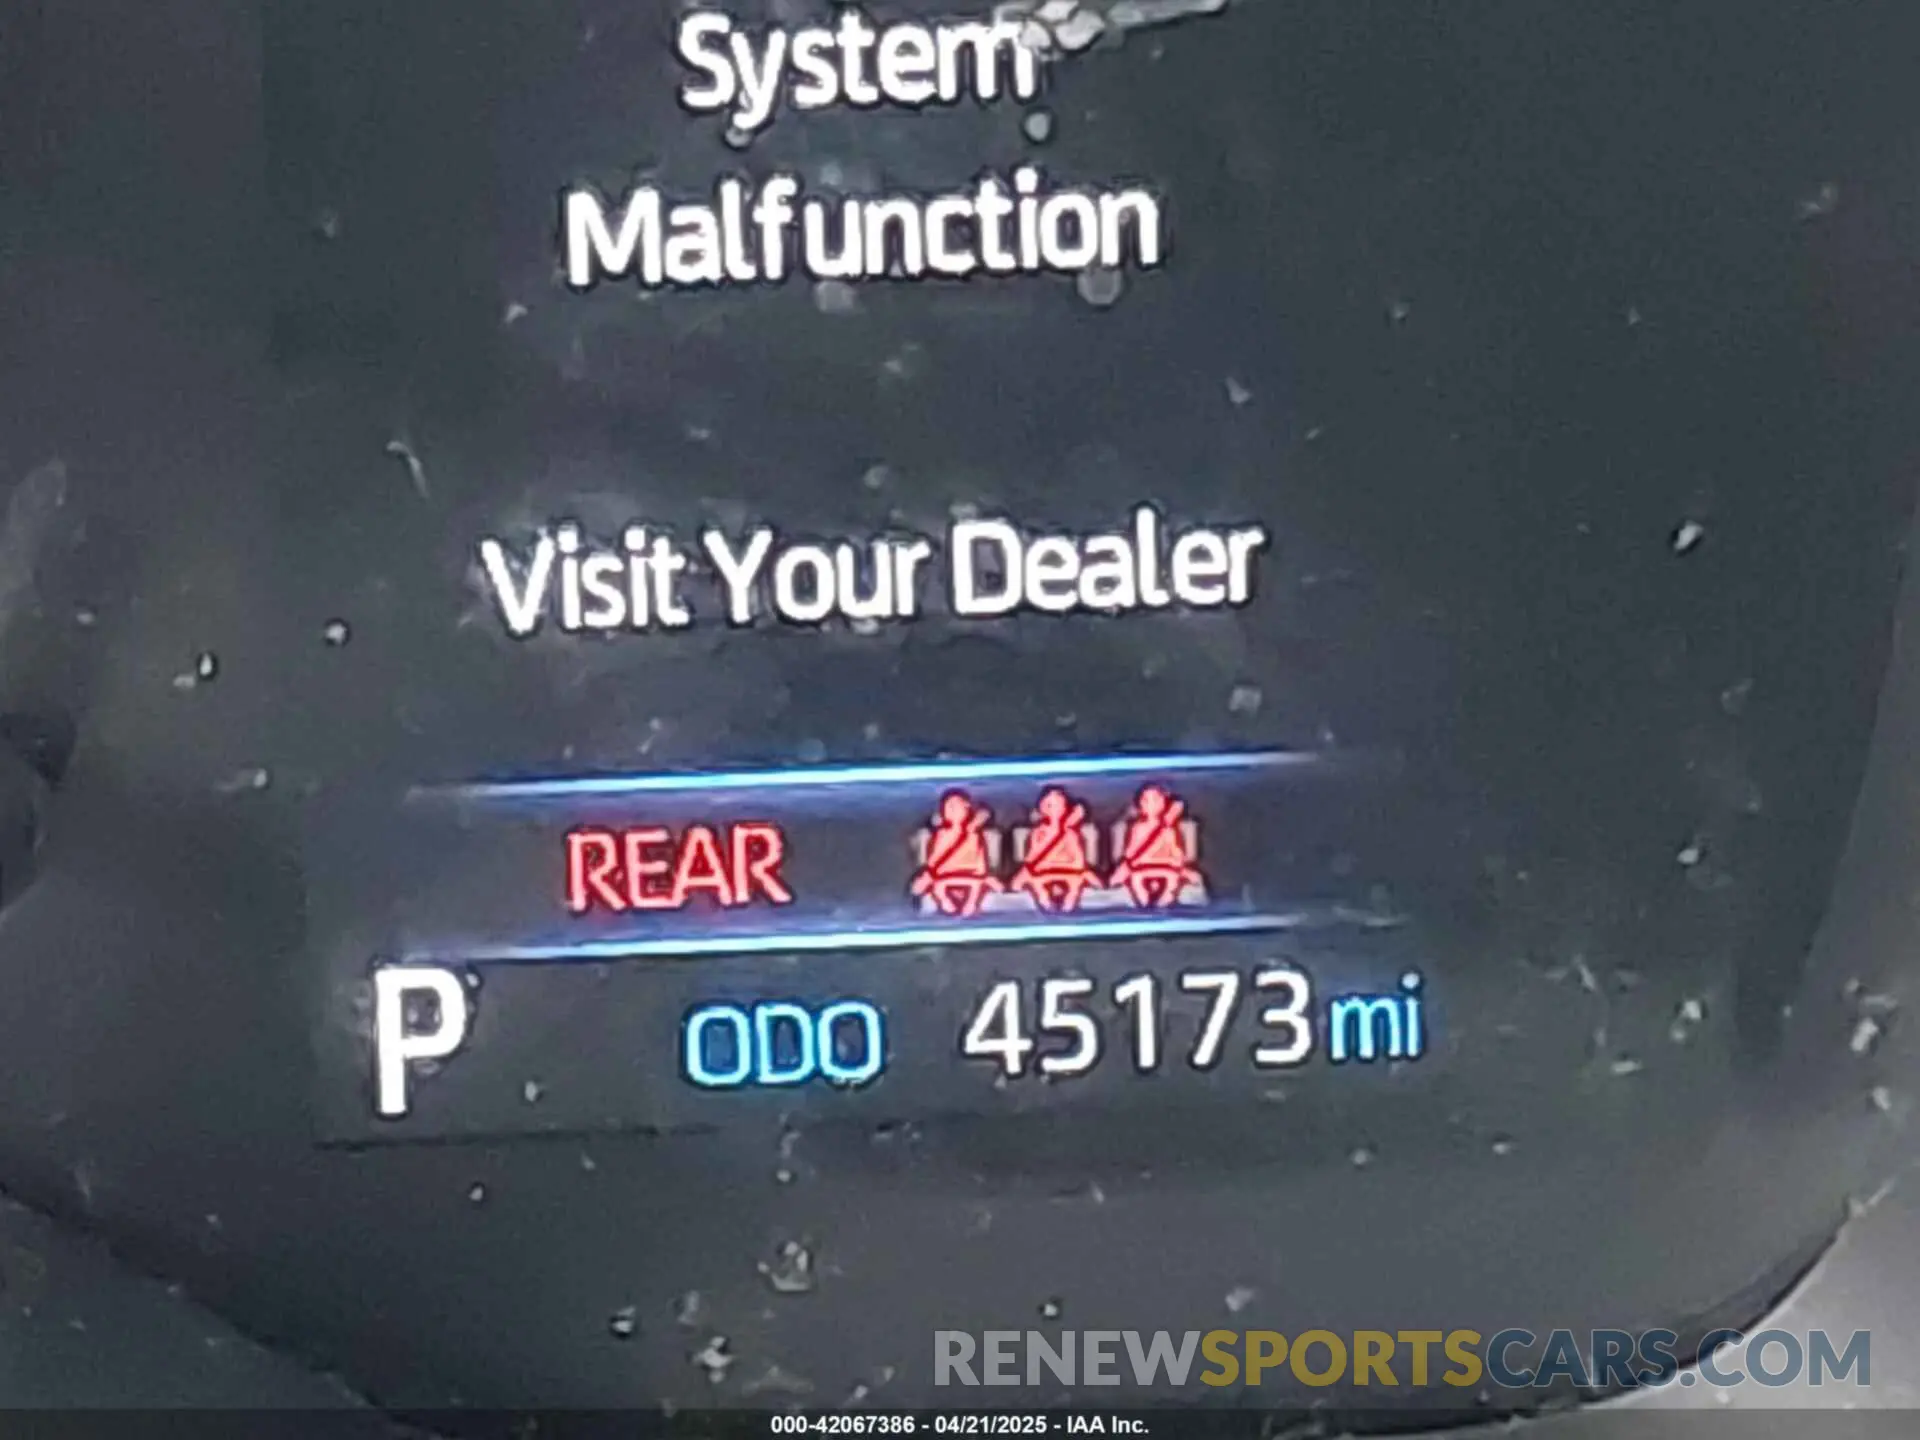 System
Malfunction
Visit Your Dealer
REAR
P ODO 45173 mi
RENEWSPORTSCARS.COM
000-42067386 - 04/21/2025 - IAA Inc.